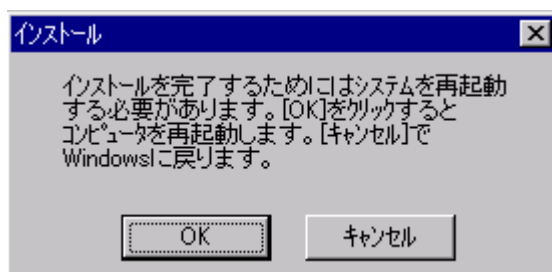 インストール
インストールを完了するためにはシステムを再起動
する必要があります。[OK]をクリックすると
コンピュータを再起動します。[キャンセル]で
Windowsに戻ります。
OK
キャンセル